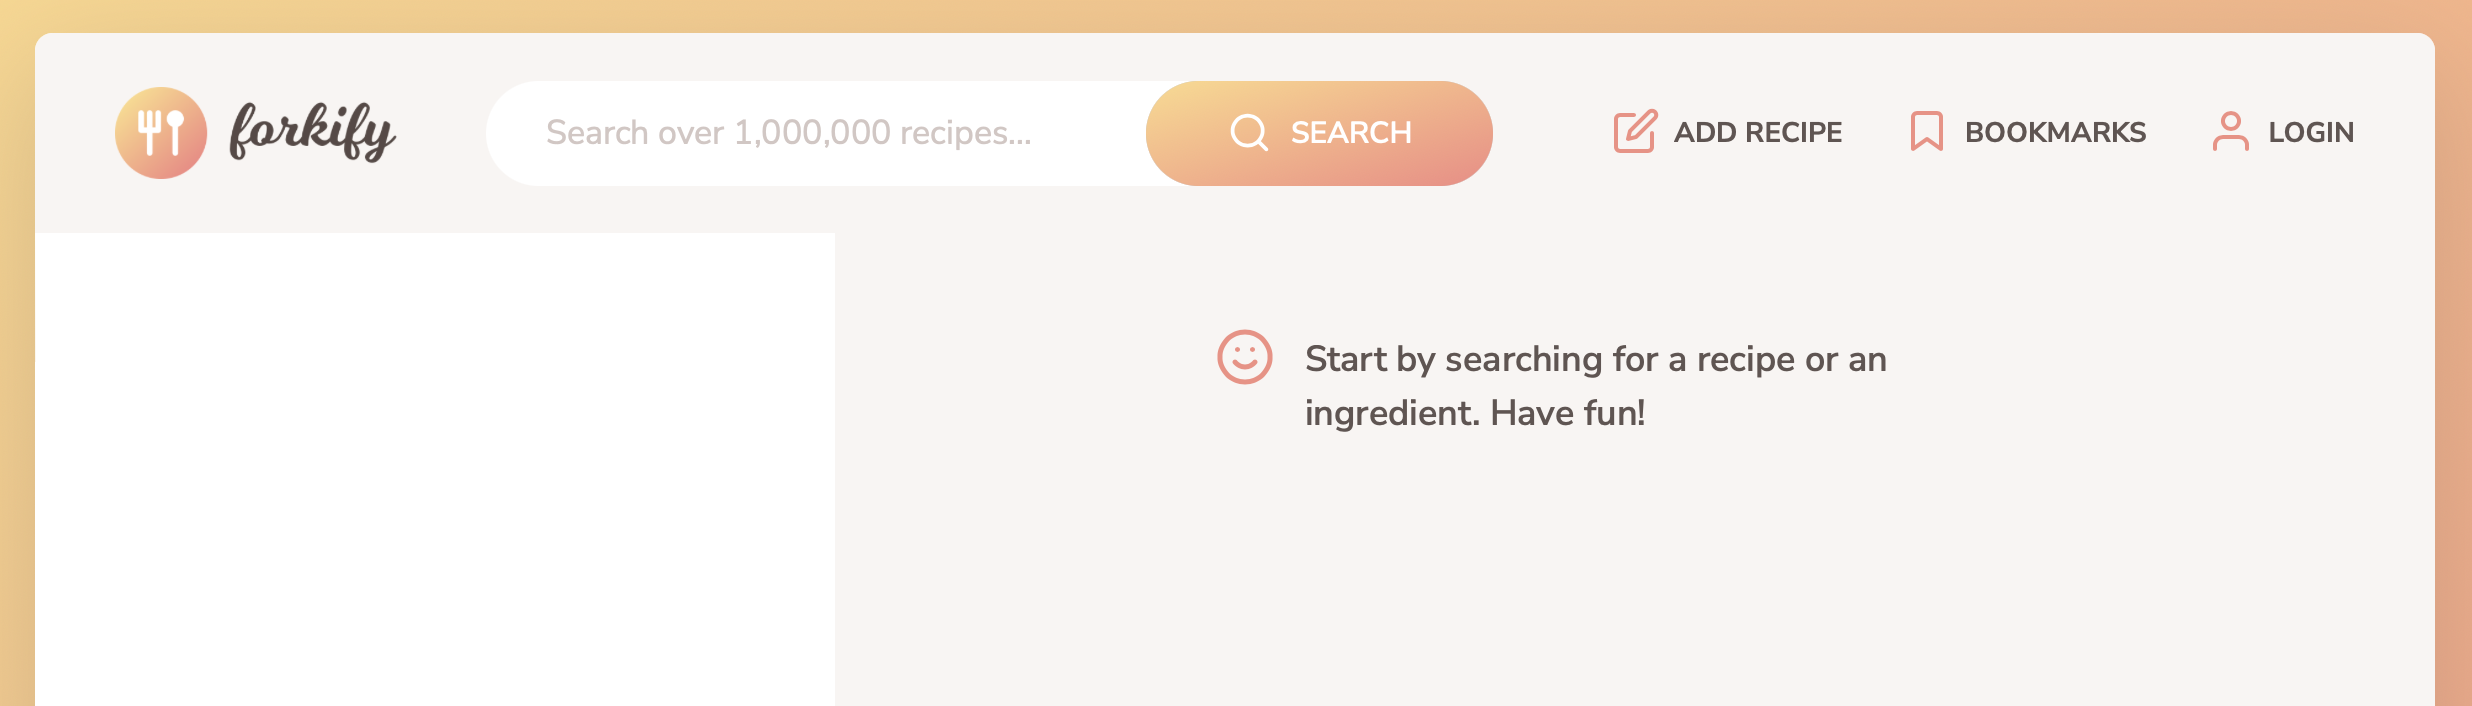 forkify
Search over 1,000,000 recipes...
SEARCH
ADD RECIPE
BOOKMARKS
LOGIN
Start by searching for a recipe or an
ingredient. Have fun!